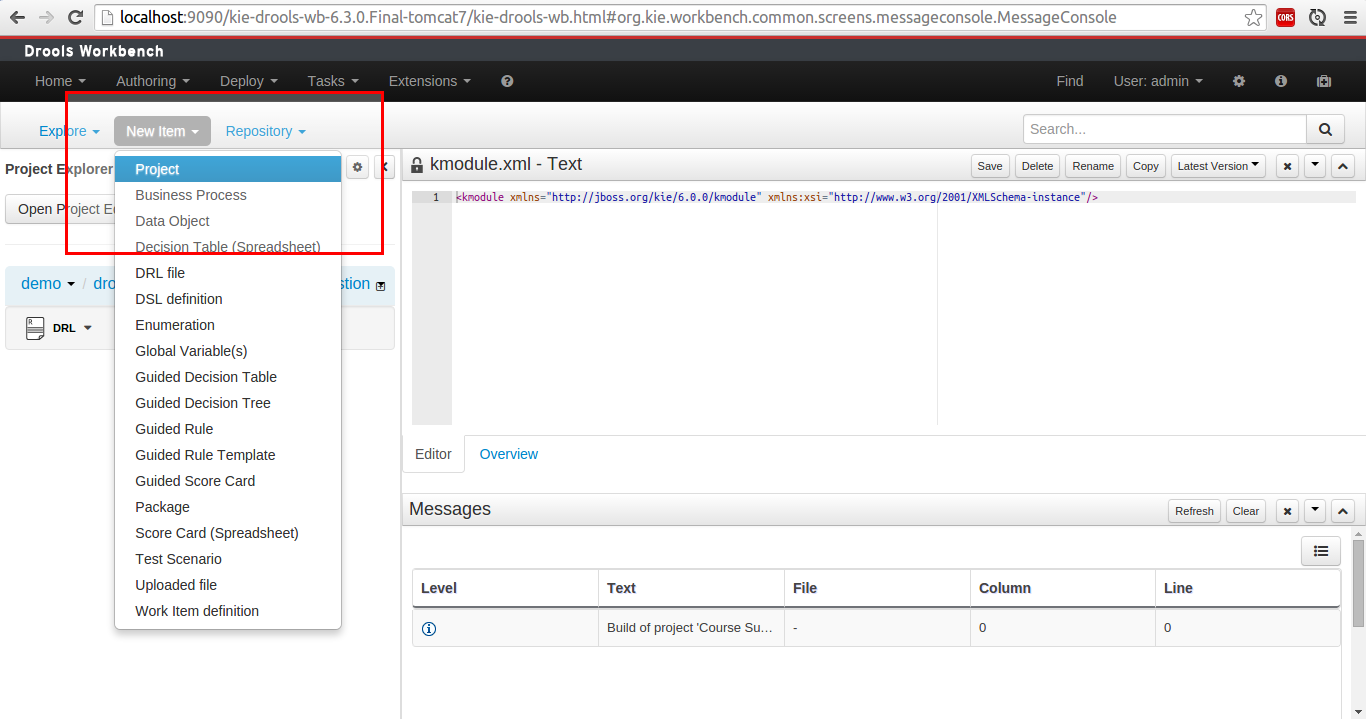 localhost:9090/kie-drools-wb-6.3.0.Final-tomcat7/kie-drools-wb.html#org.kie.workbench.common.screens.messageconsole.MessageConsole
CORS
Drools Workbench
Home Authoring Deploy Tasks Extensions ? Find User: admin
Explore New Item Repository Search...
Project Explorer
Project
Business Process
Data Object
Decision Table (Spreadsheet)
DRL file
DSL definition
Enumeration
Global Variable(s)
Guided Decision Table
Guided Decision Tree
Guided Rule
Guided Rule Template
Guided Score Card
Package
Score Card (Spreadsheet)
Test Scenario
Uploaded file
Work Item definition
Open Project E
demo / dro stion
R
DRL
kmodule.xml - Text Save Delete Rename Copy Latest Version
1 <kmodule xmlns="http://jboss.org/kie/6.0.0/kmodule" xmlns:xsi="http://www.w3.org/2001/XMLSchema-instance"/>
Editor Overview
Messages Refresh Clear
Level Text File Column Line
Build of project 'Course Su... - 0 0